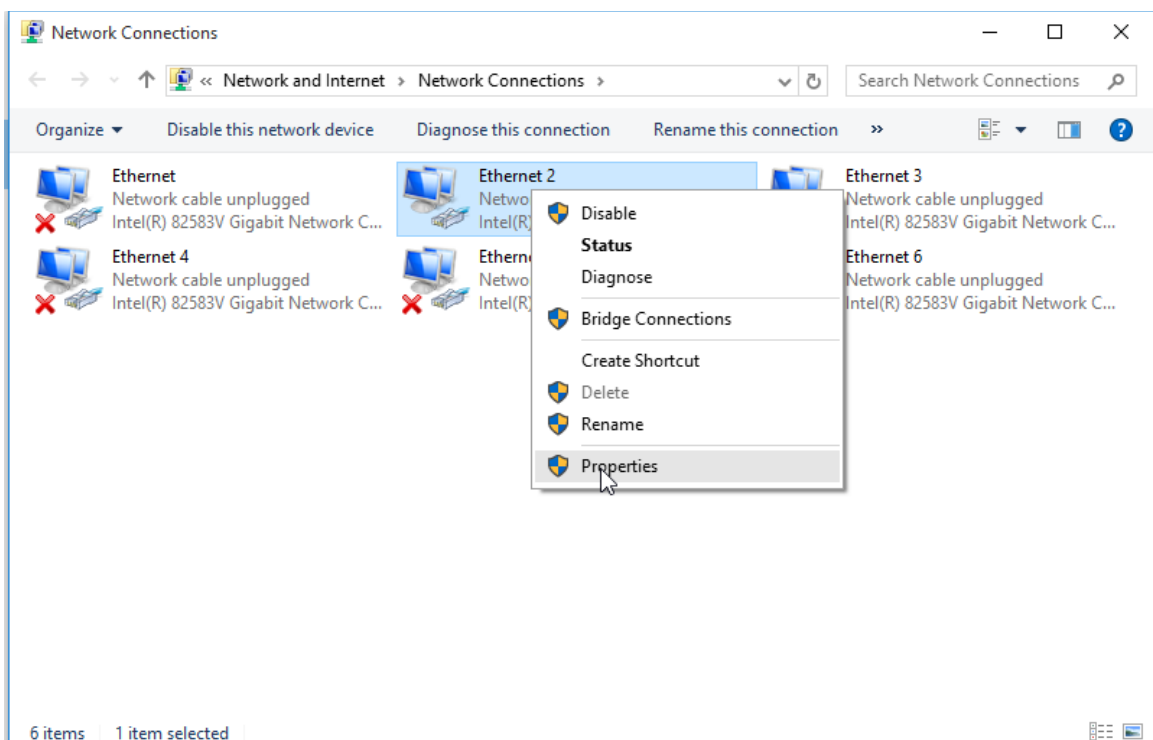 Network Connections
« Network and Internet > Network Connections >
Search Network Connections
Organize
Disable this network device
Diagnose this connection
Rename this connection
»
Ethernet
Network cable unplugged
Intel(R) 82583V Gigabit Network C...
Ethernet 2
Netwo
Intel(R)
Ethernet 3
Network cable unplugged
Intel(R) 82583V Gigabit Network C...
Ethernet 4
Network cable unplugged
Intel(R) 82583V Gigabit Network C...
Ethern
Netwo
Intel(R)
Ethernet 6
Network cable unplugged
Intel(R) 82583V Gigabit Network C...
Disable
Status
Diagnose
Bridge Connections
Create Shortcut
Delete
Rename
Properties
6 items
1 item selected